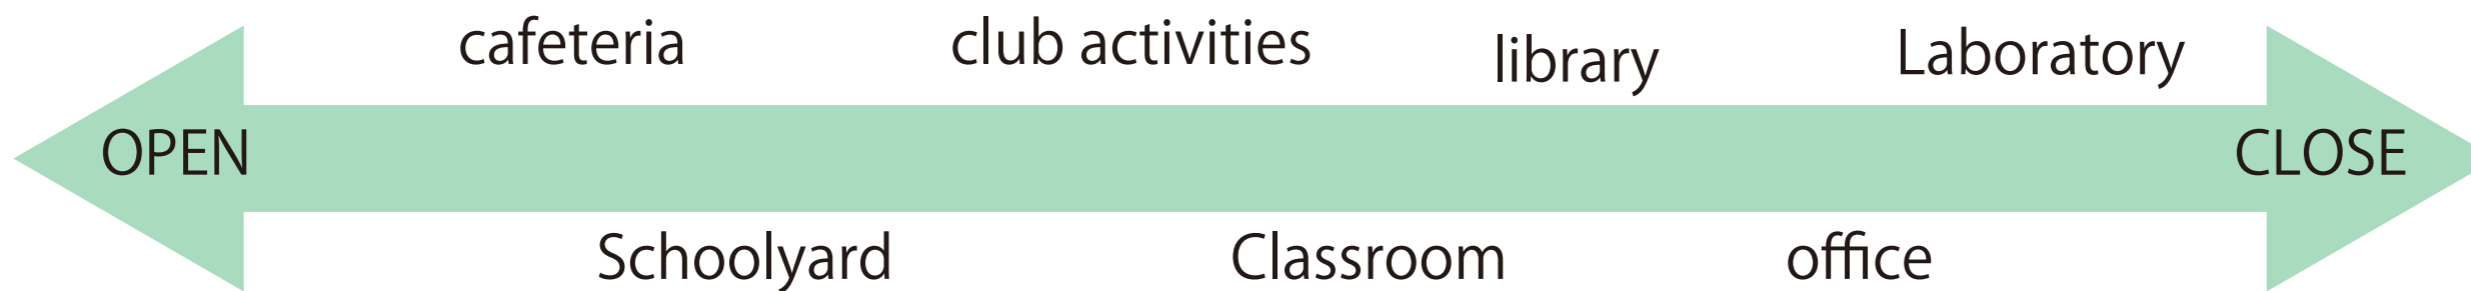 cafeteria club activities library Laboratory
OPEN CLOSE
Schoolyard Classroom office